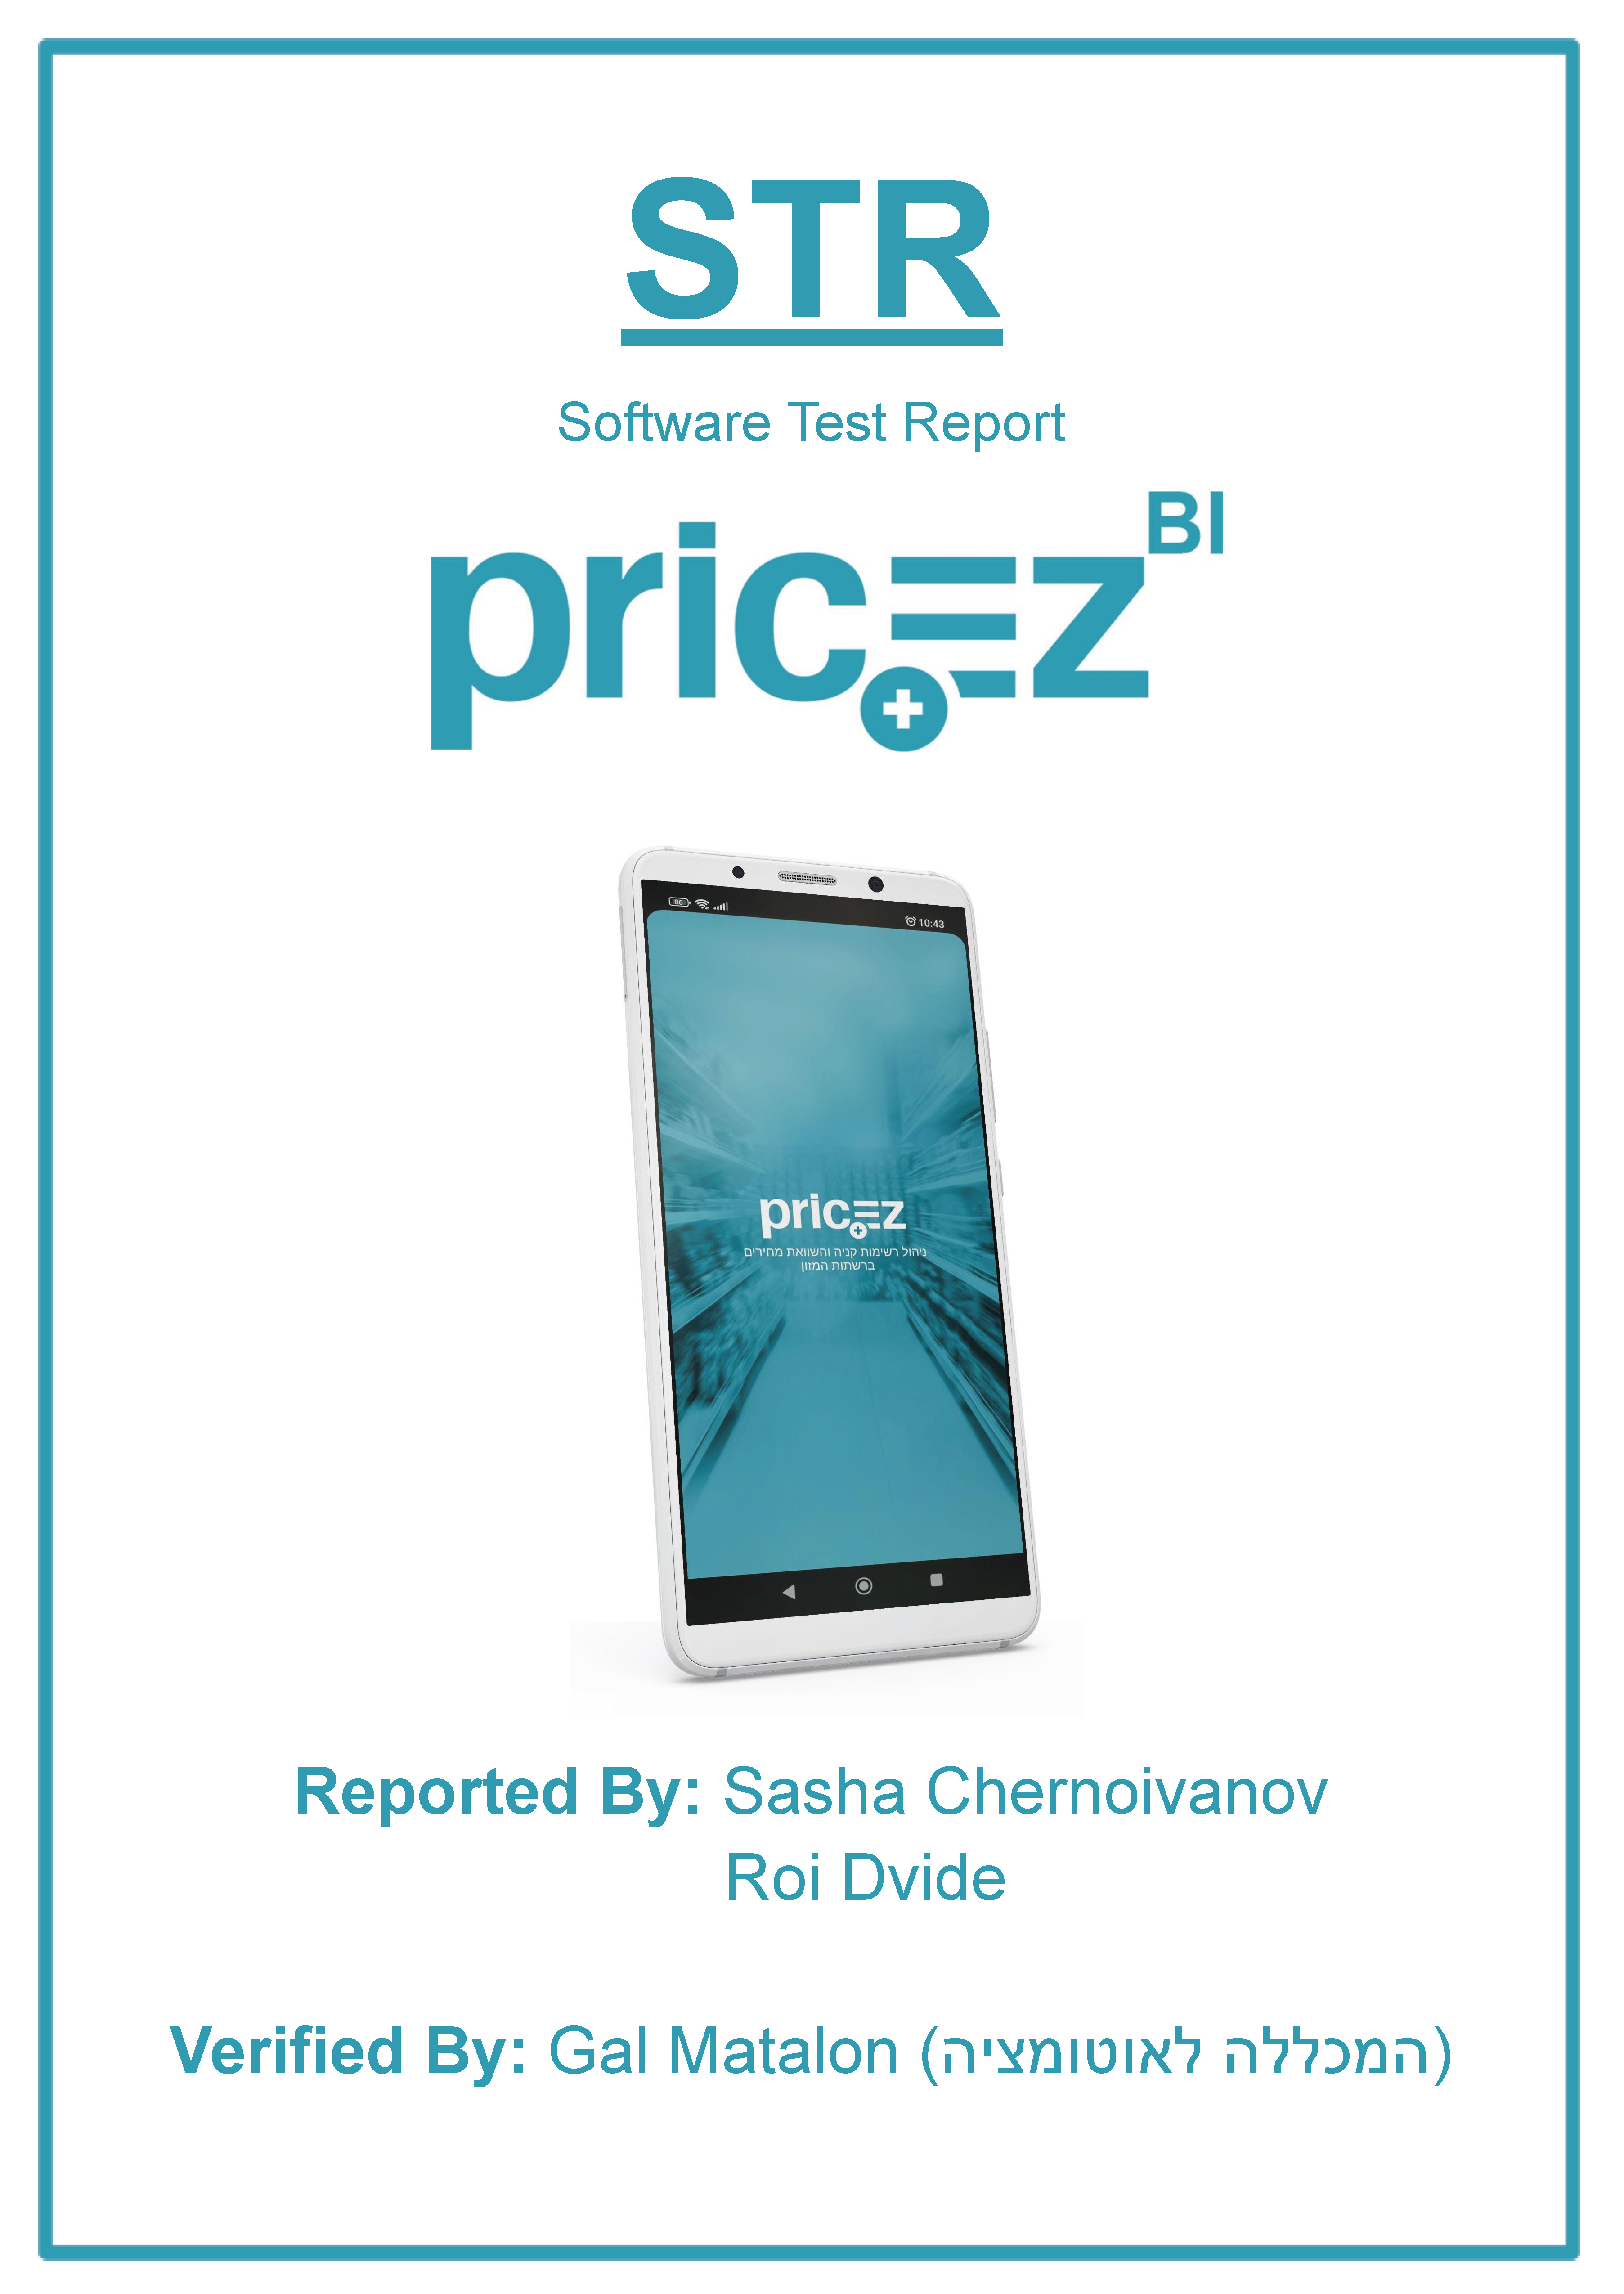 STR
Software Test Report
pricez BI
86
10:43
pricez
ניהול רשימות קניה והשוואת מחירים
ברשתות המזון
Reported By: Sasha Chernoivanov
Roi Dvide
Verified By: Gal Matalon (המכללה לאוטומציה)